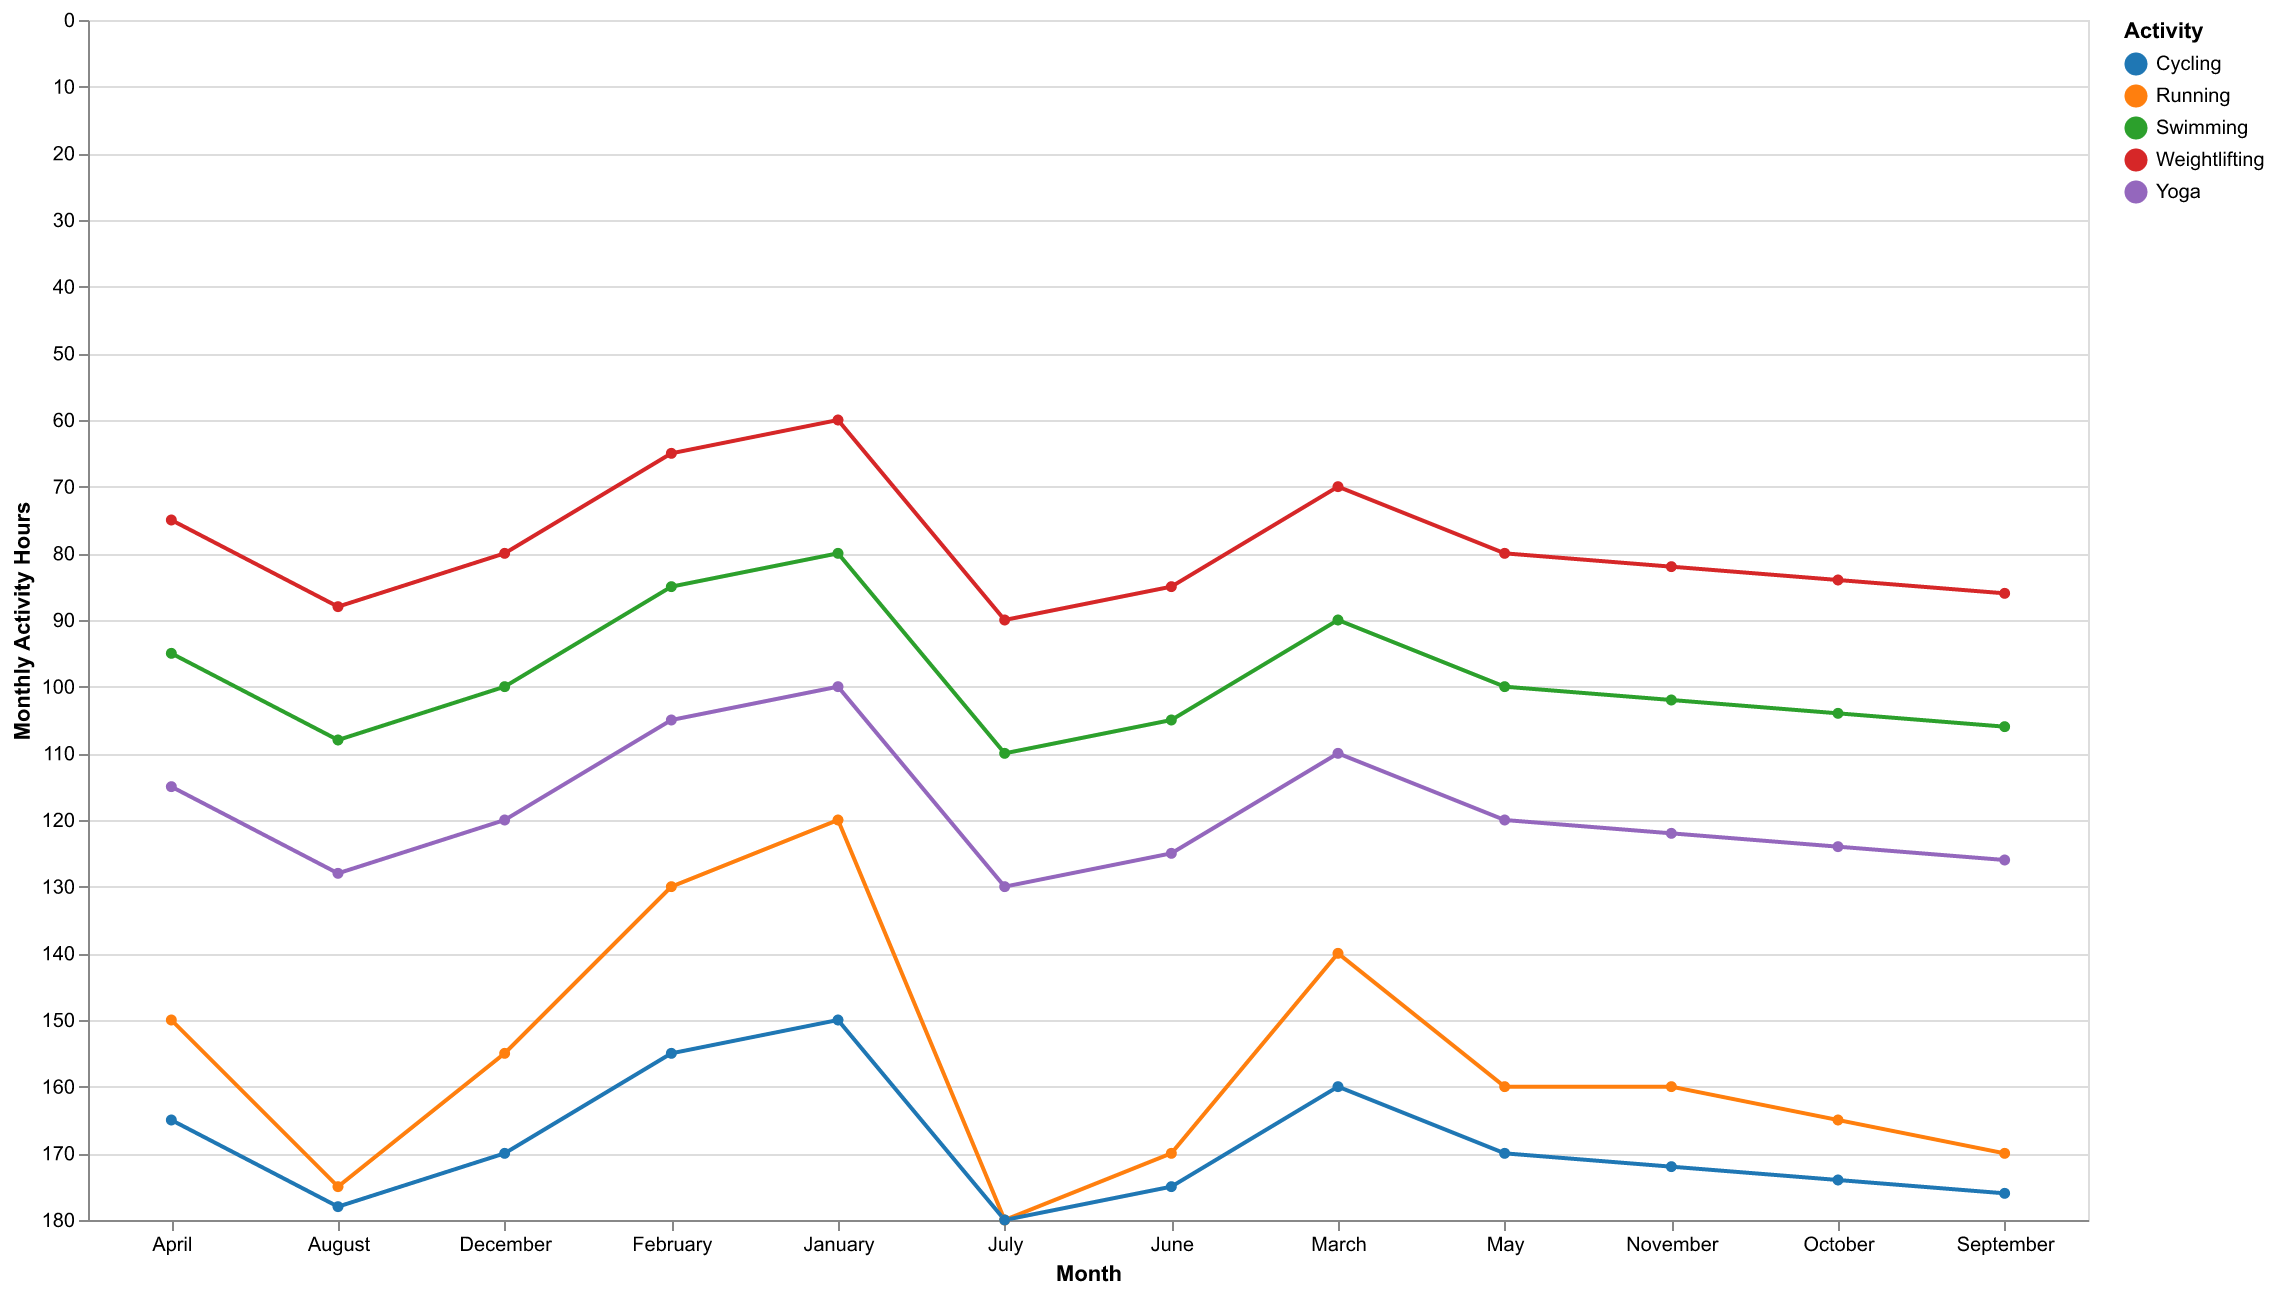 0
10
20
30
40
50
60
70
80
90
100
110
120
130
140
150
160
170
180
Monthly Activity Hours
April August December February January July June March May November October September
Month
Activity
Cycling
Running
Swimming
Weightlifting
Yoga